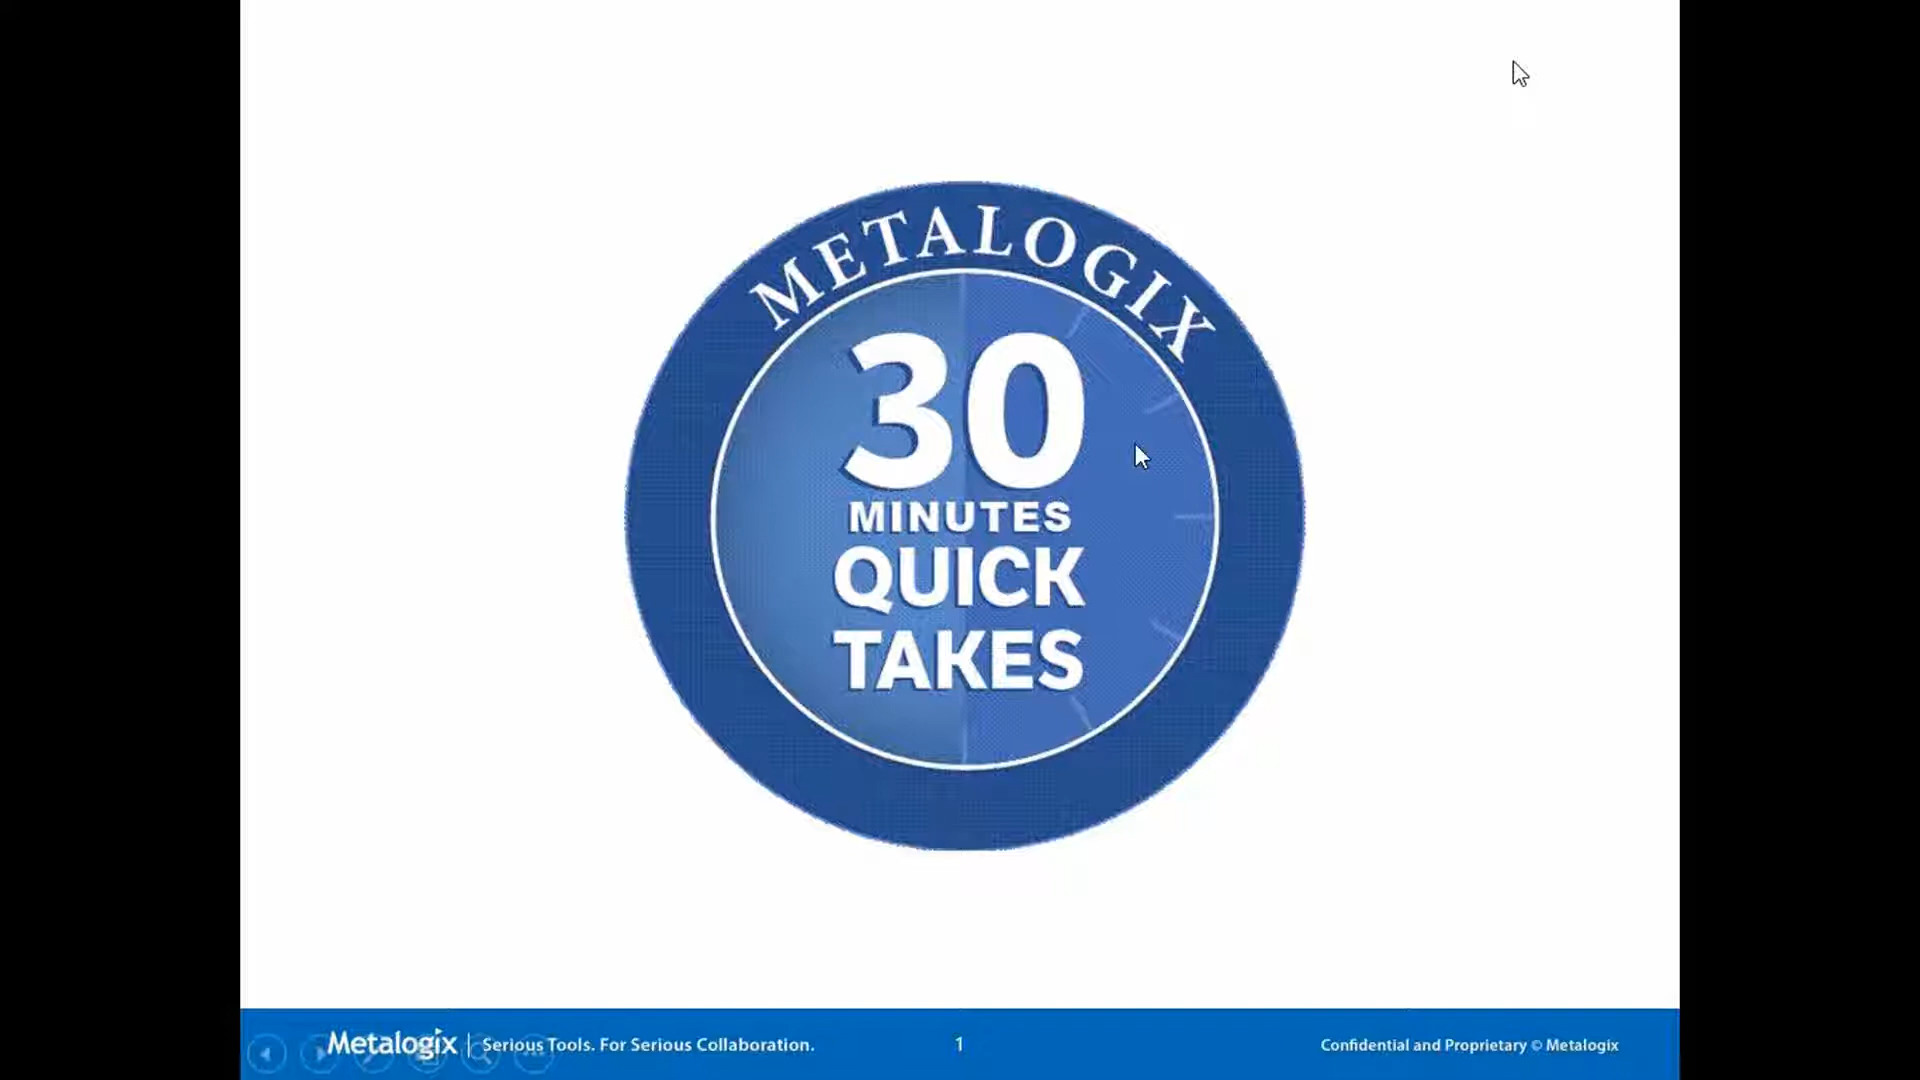 METALOGIX
30
MINUTES
QUICK
TAKES
Metalogix | Serious Tools. For Serious Collaboration.
1
Confidential and Proprietary © Metalogix